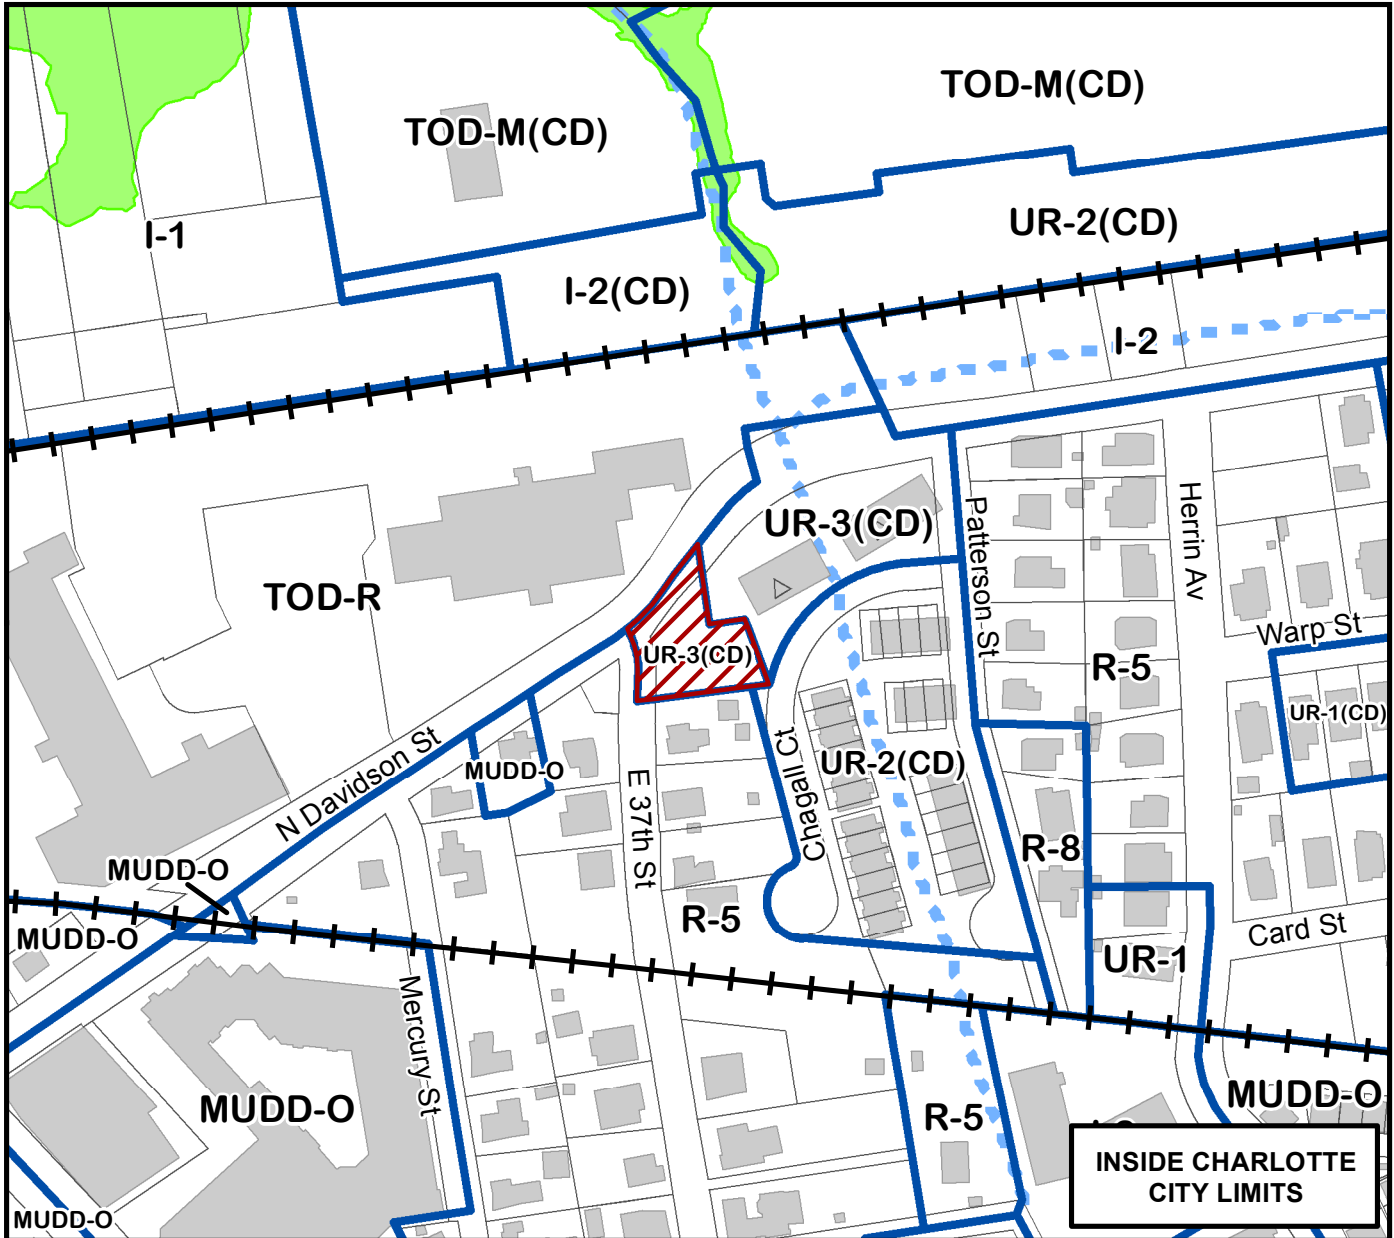 TOD-M(CD)
TOD-M(CD)
UR-2(CD)
I-1
I-2(CD)
I-2
UR-3(CD)
Patterson St
Herrin Av
TOD-R
Warp St
UR-3(CD)
R-5
UR-1(CD)
N Davidson St
MUDD-O
E 37th St
Chagall Ct
UR-2(CD)
R-8
MUDD-O
R-5
MUDD-O
Card St
UR-1
Mercury St
MUDD-O
R-5
MUDD-O
INSIDE CHARLOTTE
CITY LIMITS
MUDD-O